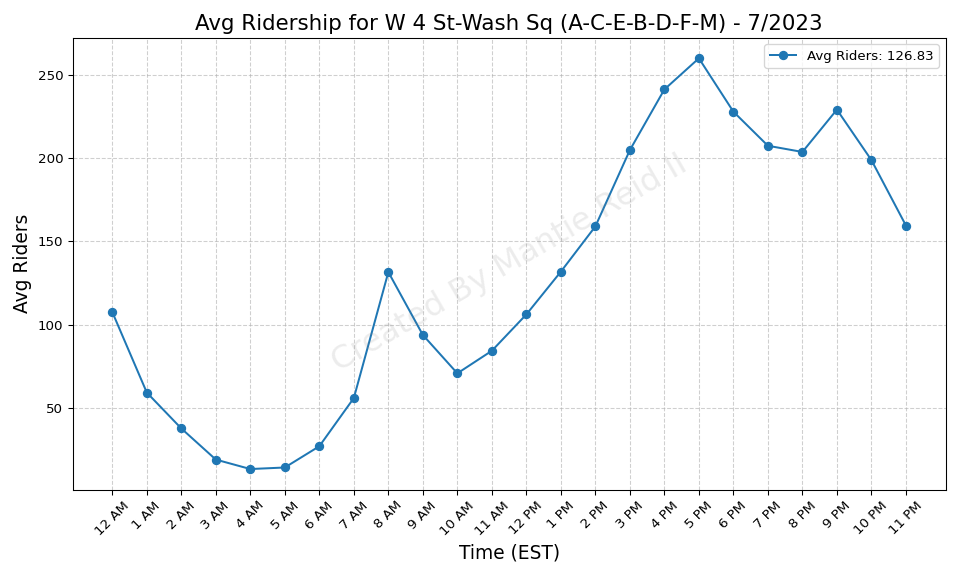 Avg Ridership for W 4 St-Wash Sq (A-C-E-B-D-F-M) - 7/2023
Avg Riders: 126.83
250
200
150
100
50
Avg Riders
Created By Mantie Reid II
12 AM
1 AM
2 AM
3 AM
4 AM
5 AM
6 AM
7 AM
8 AM
9 AM
10 AM
11 AM
12 PM
1 PM
2 PM
3 PM
4 PM
5 PM
6 PM
7 PM
8 PM
9 PM
10 PM
11 PM
Time (EST)